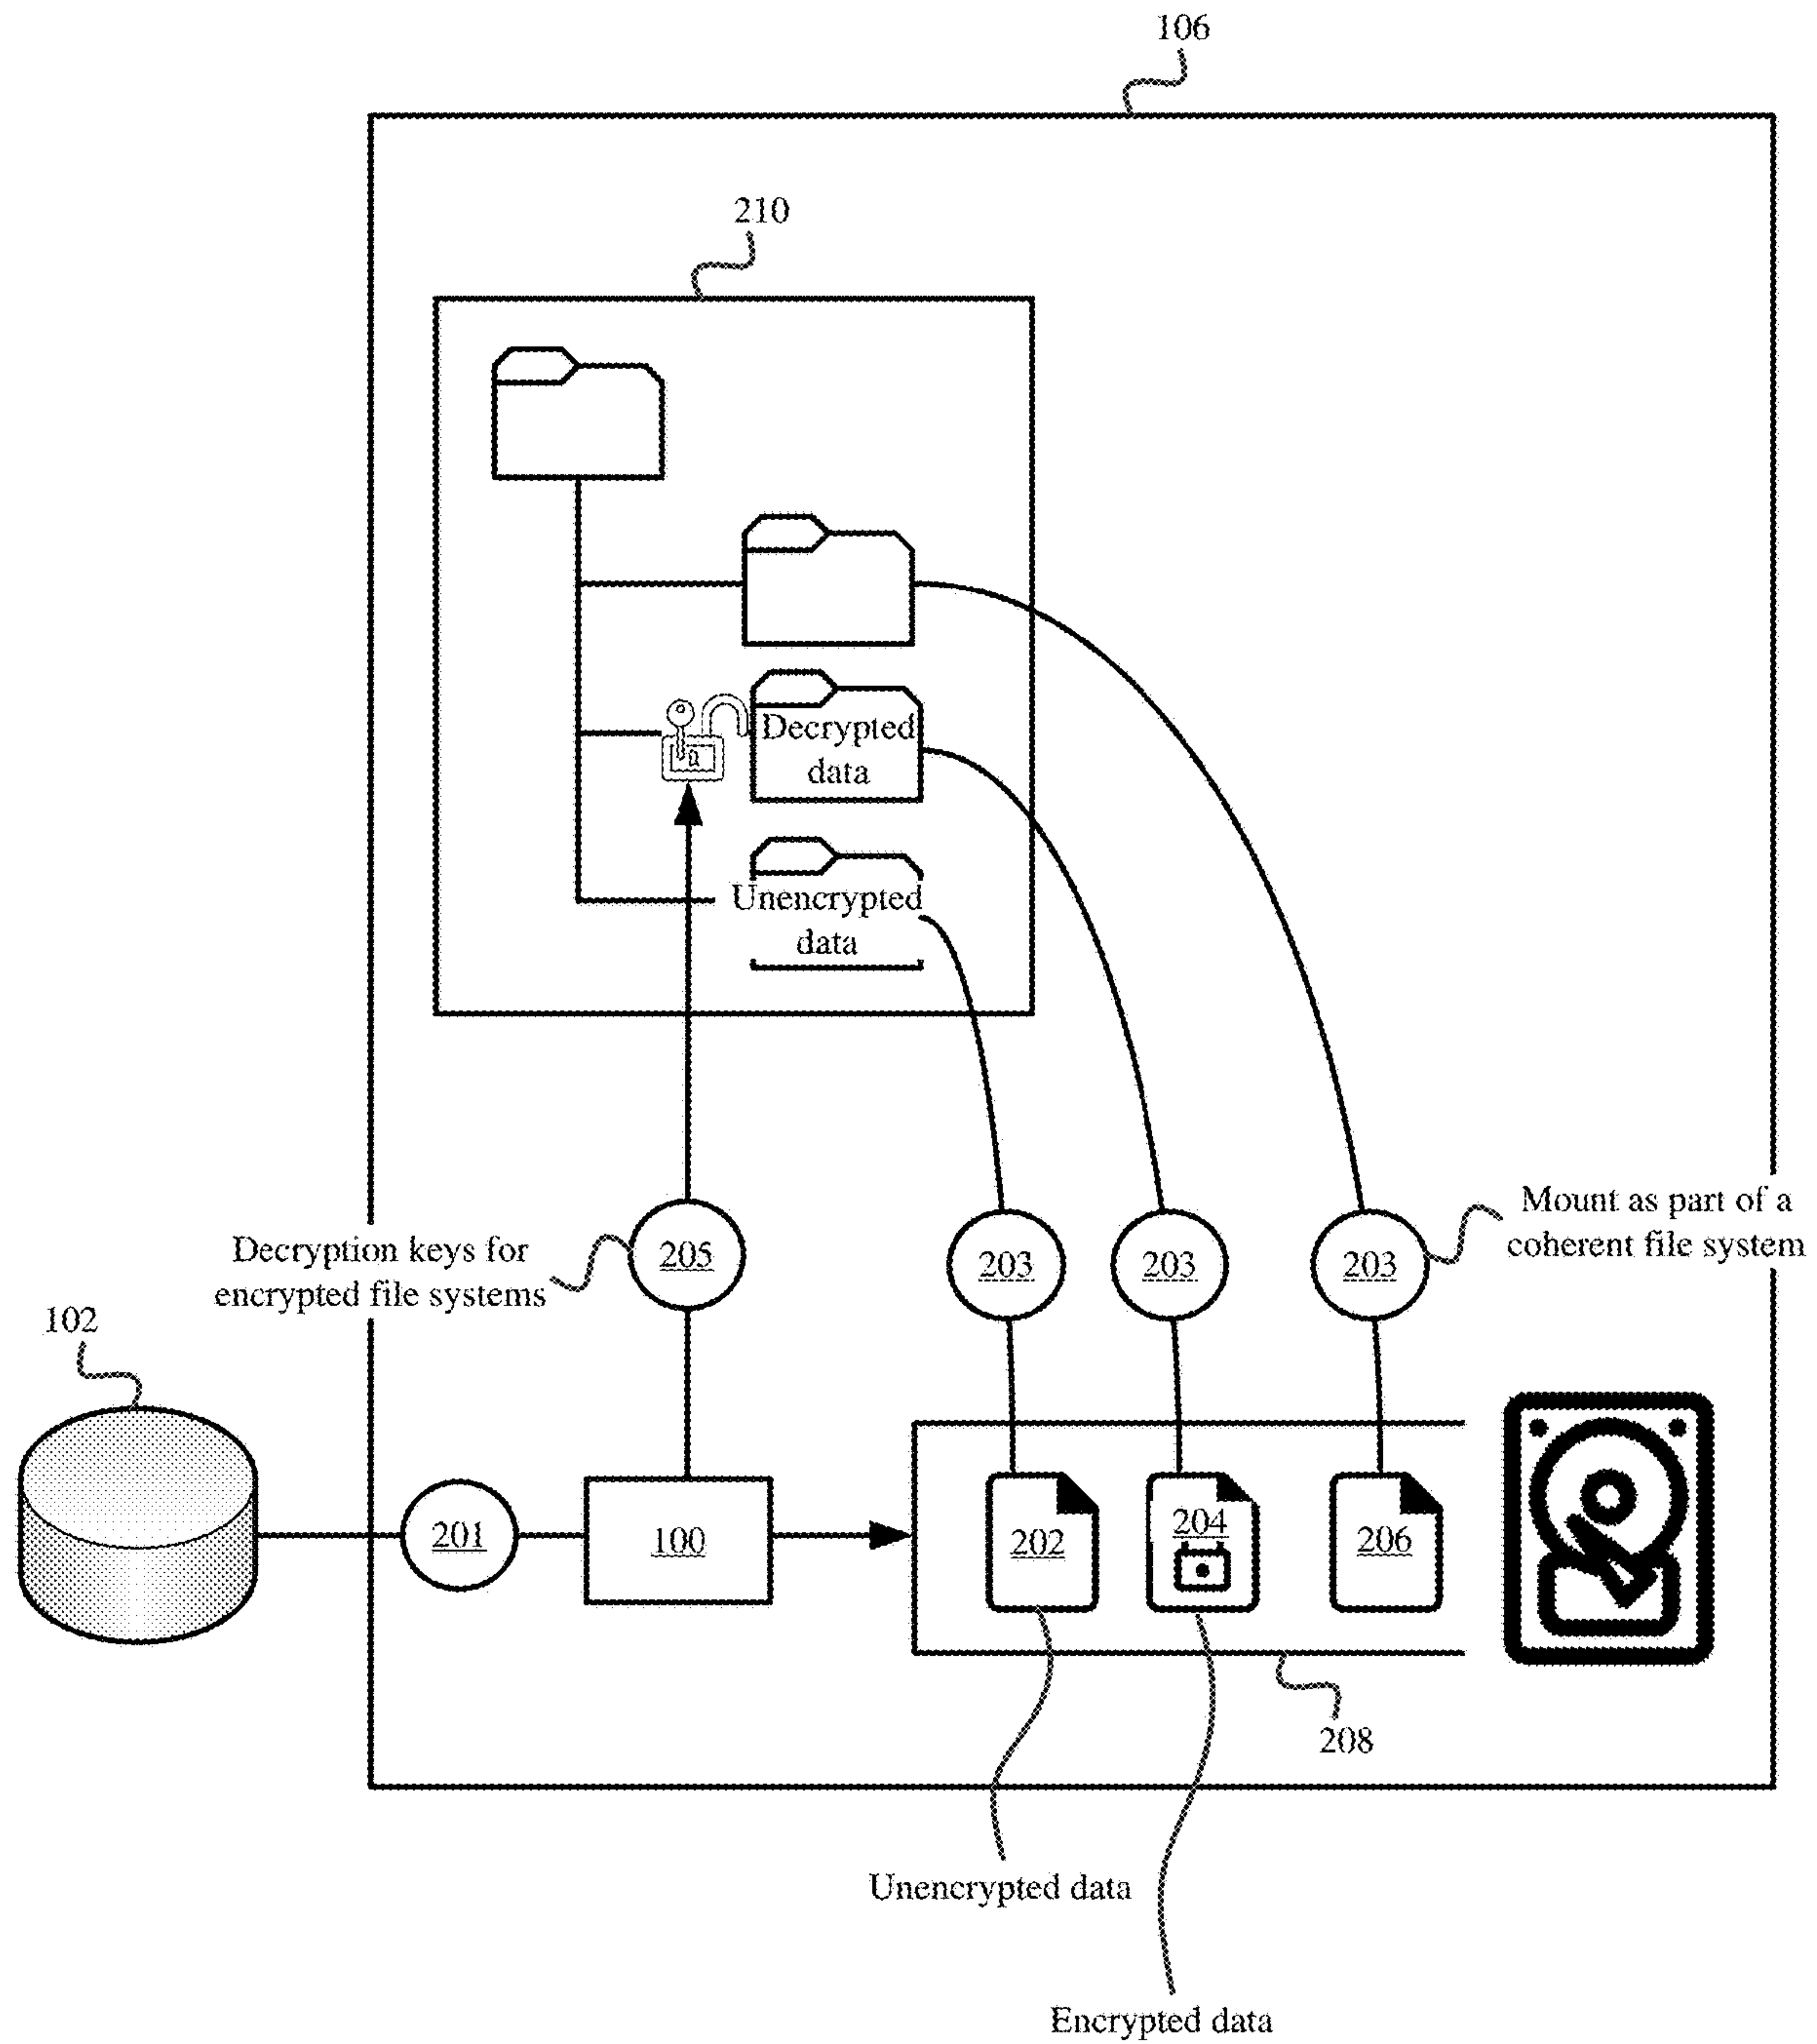 106
210
Decrypted
data
Unencrypted
data
Mount as part of a
coherent file system
Decryption keys for
encrypted file systems
205
203
203
203
102
201
100
202
204
206
208
Unencrypted data
Encrypted data